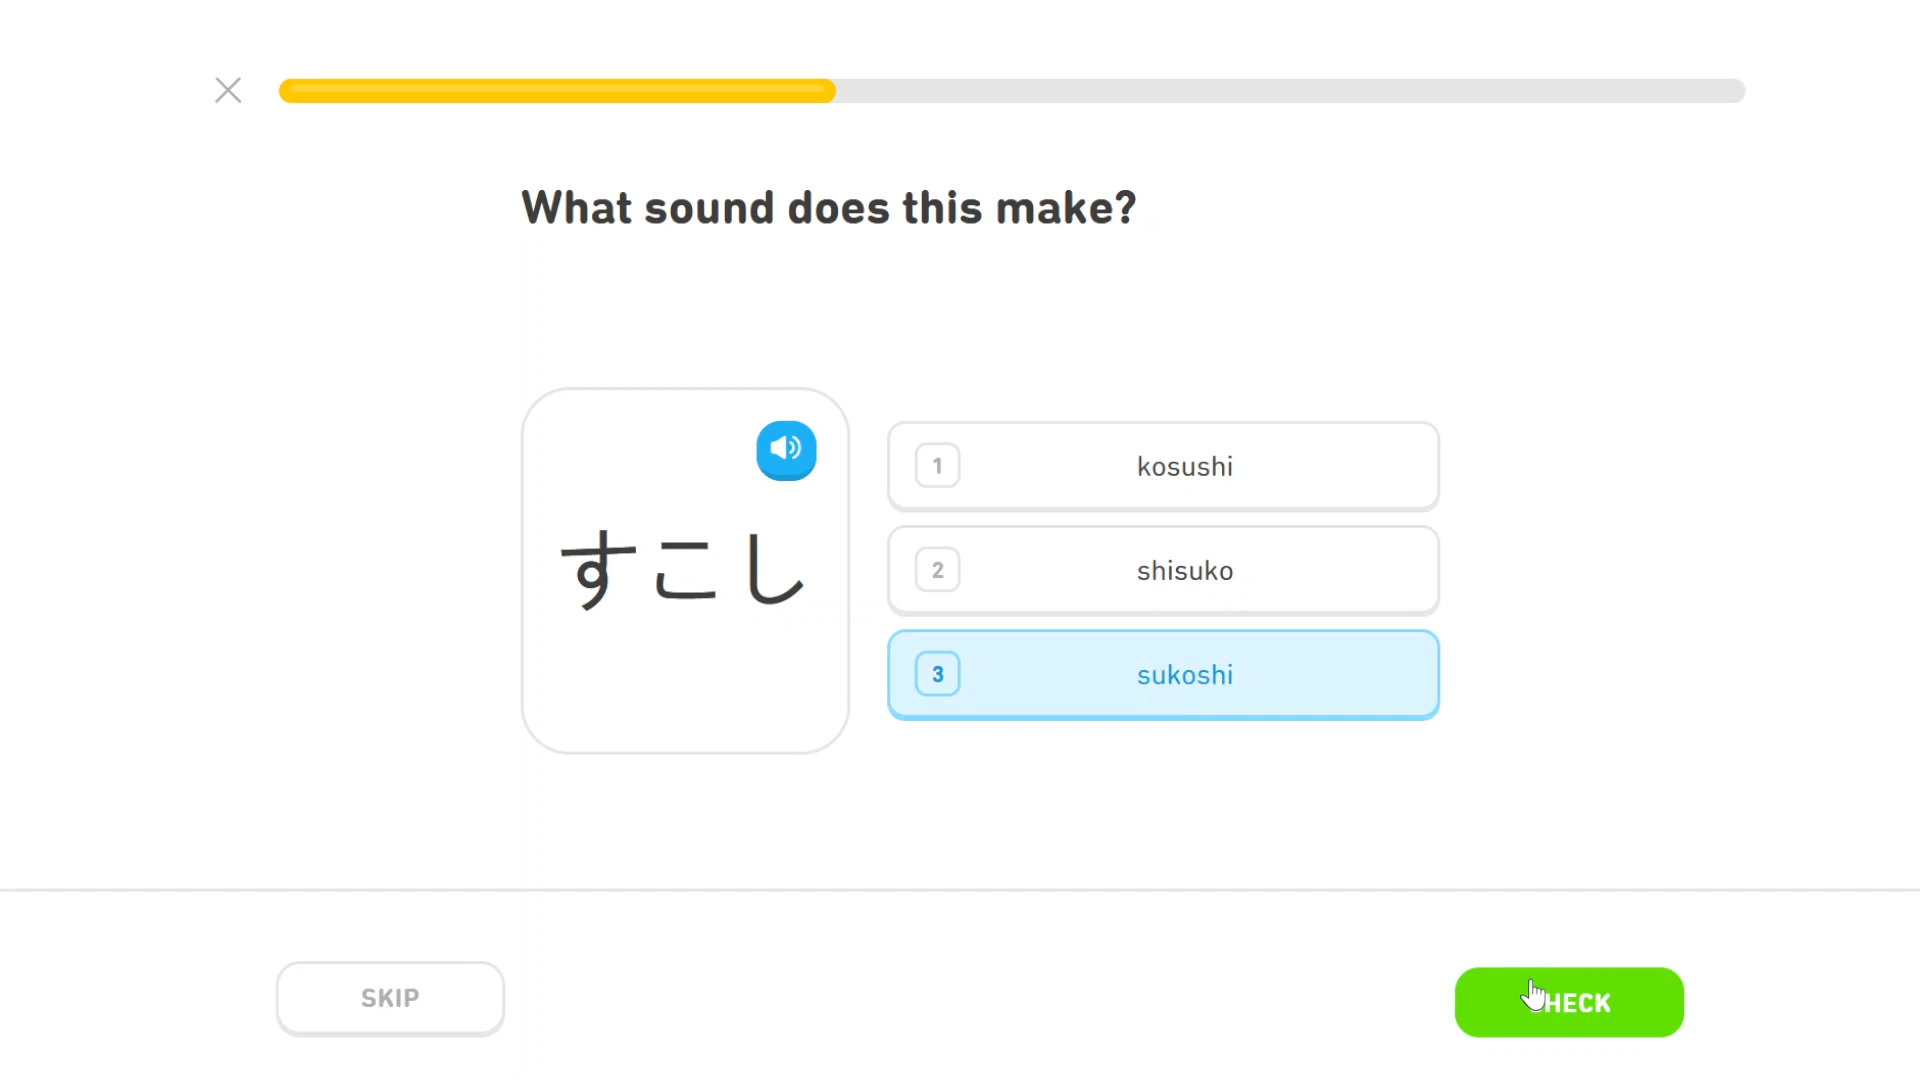 What sound does this make?
すこし
1 kosushi
2 shisuko
3 sukoshi
SKIP
CHECK